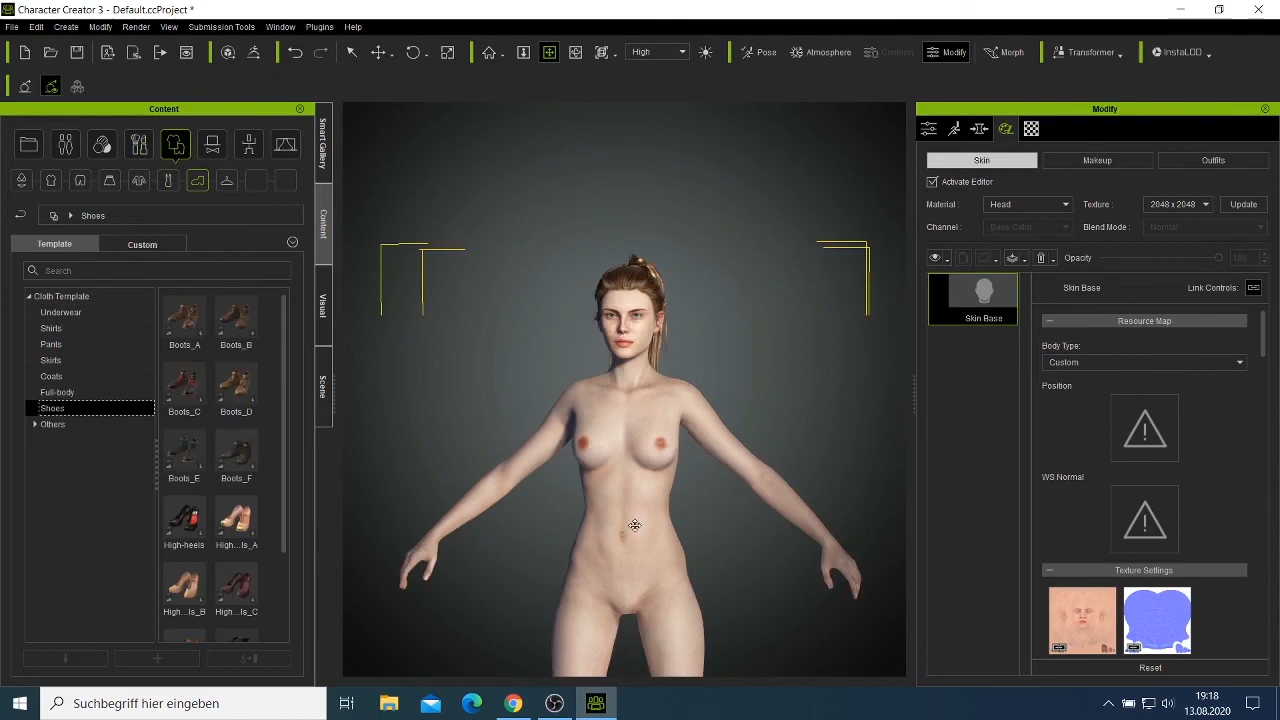 Character Creator 3 - Default.ccProject *
File Edit Create Modify Render View Submission Tools Window Plugins Help
High Pose Atmosphere Conform Modify Morph Transformer InstaLOD
Content
Modify
Smart Gallery
Content
Visual
Scene
Skin Makeup Outfits
Activate Editor
Material : Head Texture : 2048 x 2048 Update
Channel : Base Color Blend Mode : Normal
Shoes
Template Custom
Search
Opacity 100
Cloth Template
Underwear
Shirts
Pants
Skirts
Coats
Full-body
Shoes
Others
Boots_A Boots_B
Boots_C Boots_D
Boots_E Boots_F
High-heels High...ls_A
High...ls_B High...ls_C
Skin Base
Skin Base Link Controls:
Resource Map
Body Type:
Custom
Position
WS Normal
Texture Settings
Reset
Suchbegriff hier eingeben
19:18
13.08.2020